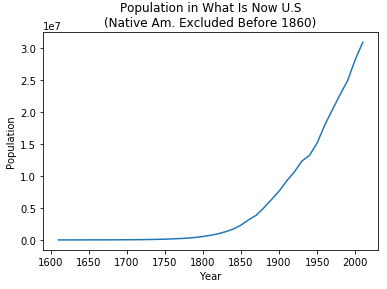 Population in What Is Now U.S
(Native Am. Excluded Before 1860)
1e7
3.0
2.5
2.0
1.5
1.0
0.5
0.0
Population
1600 1650 1700 1750 1800 1850 1900 1950 2000
Year